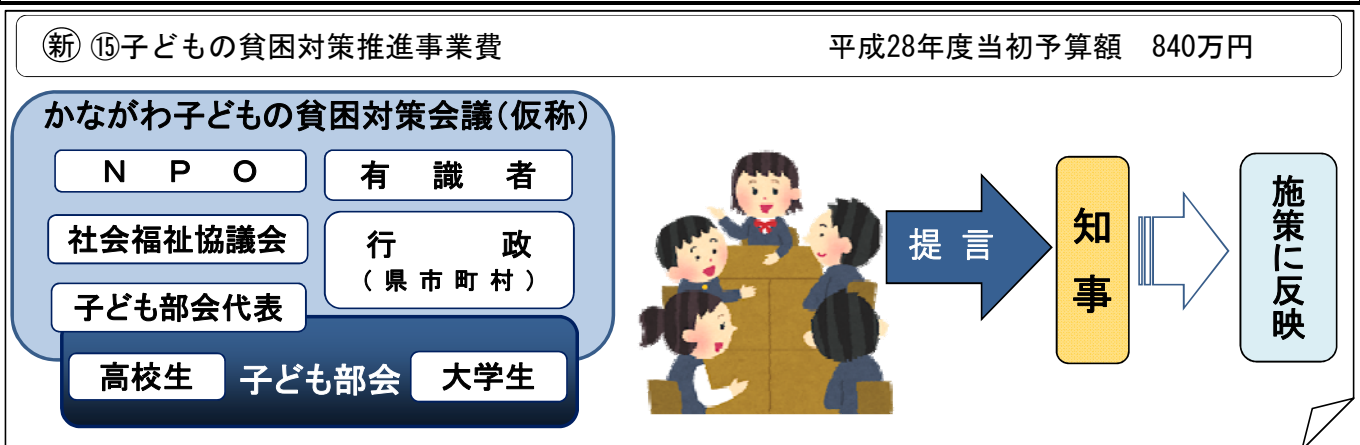 ㊟新 ⑮子どもの貧困対策推進事業費 平成28年度当初予算額 840万円
かながわ子どもの貧困対策会議(仮称)
NPO
有識者
社会福祉協議会
行政
(県市町村)
子ども部会代表
高校生 子ども部会 大学生
提言
知事
施策に反映